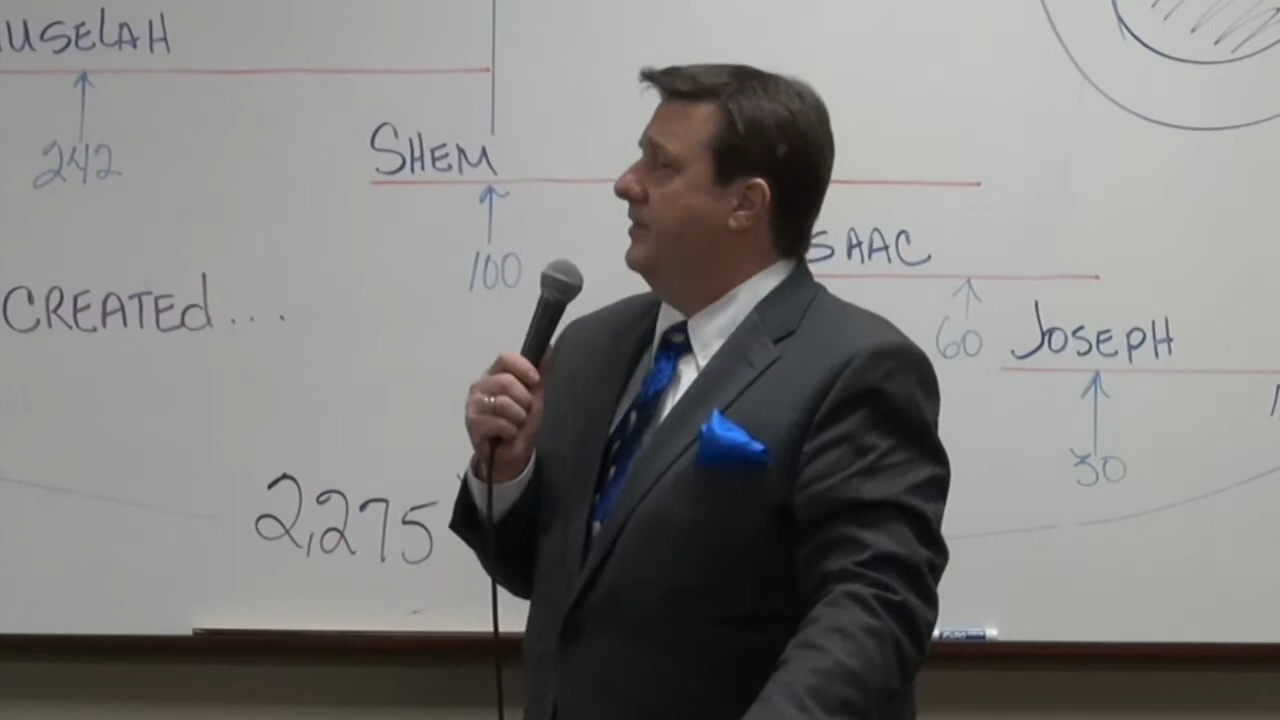 USELAH
242
SHEM
100
SAAC
CREATED...
60
JOSEPH
30
2,275